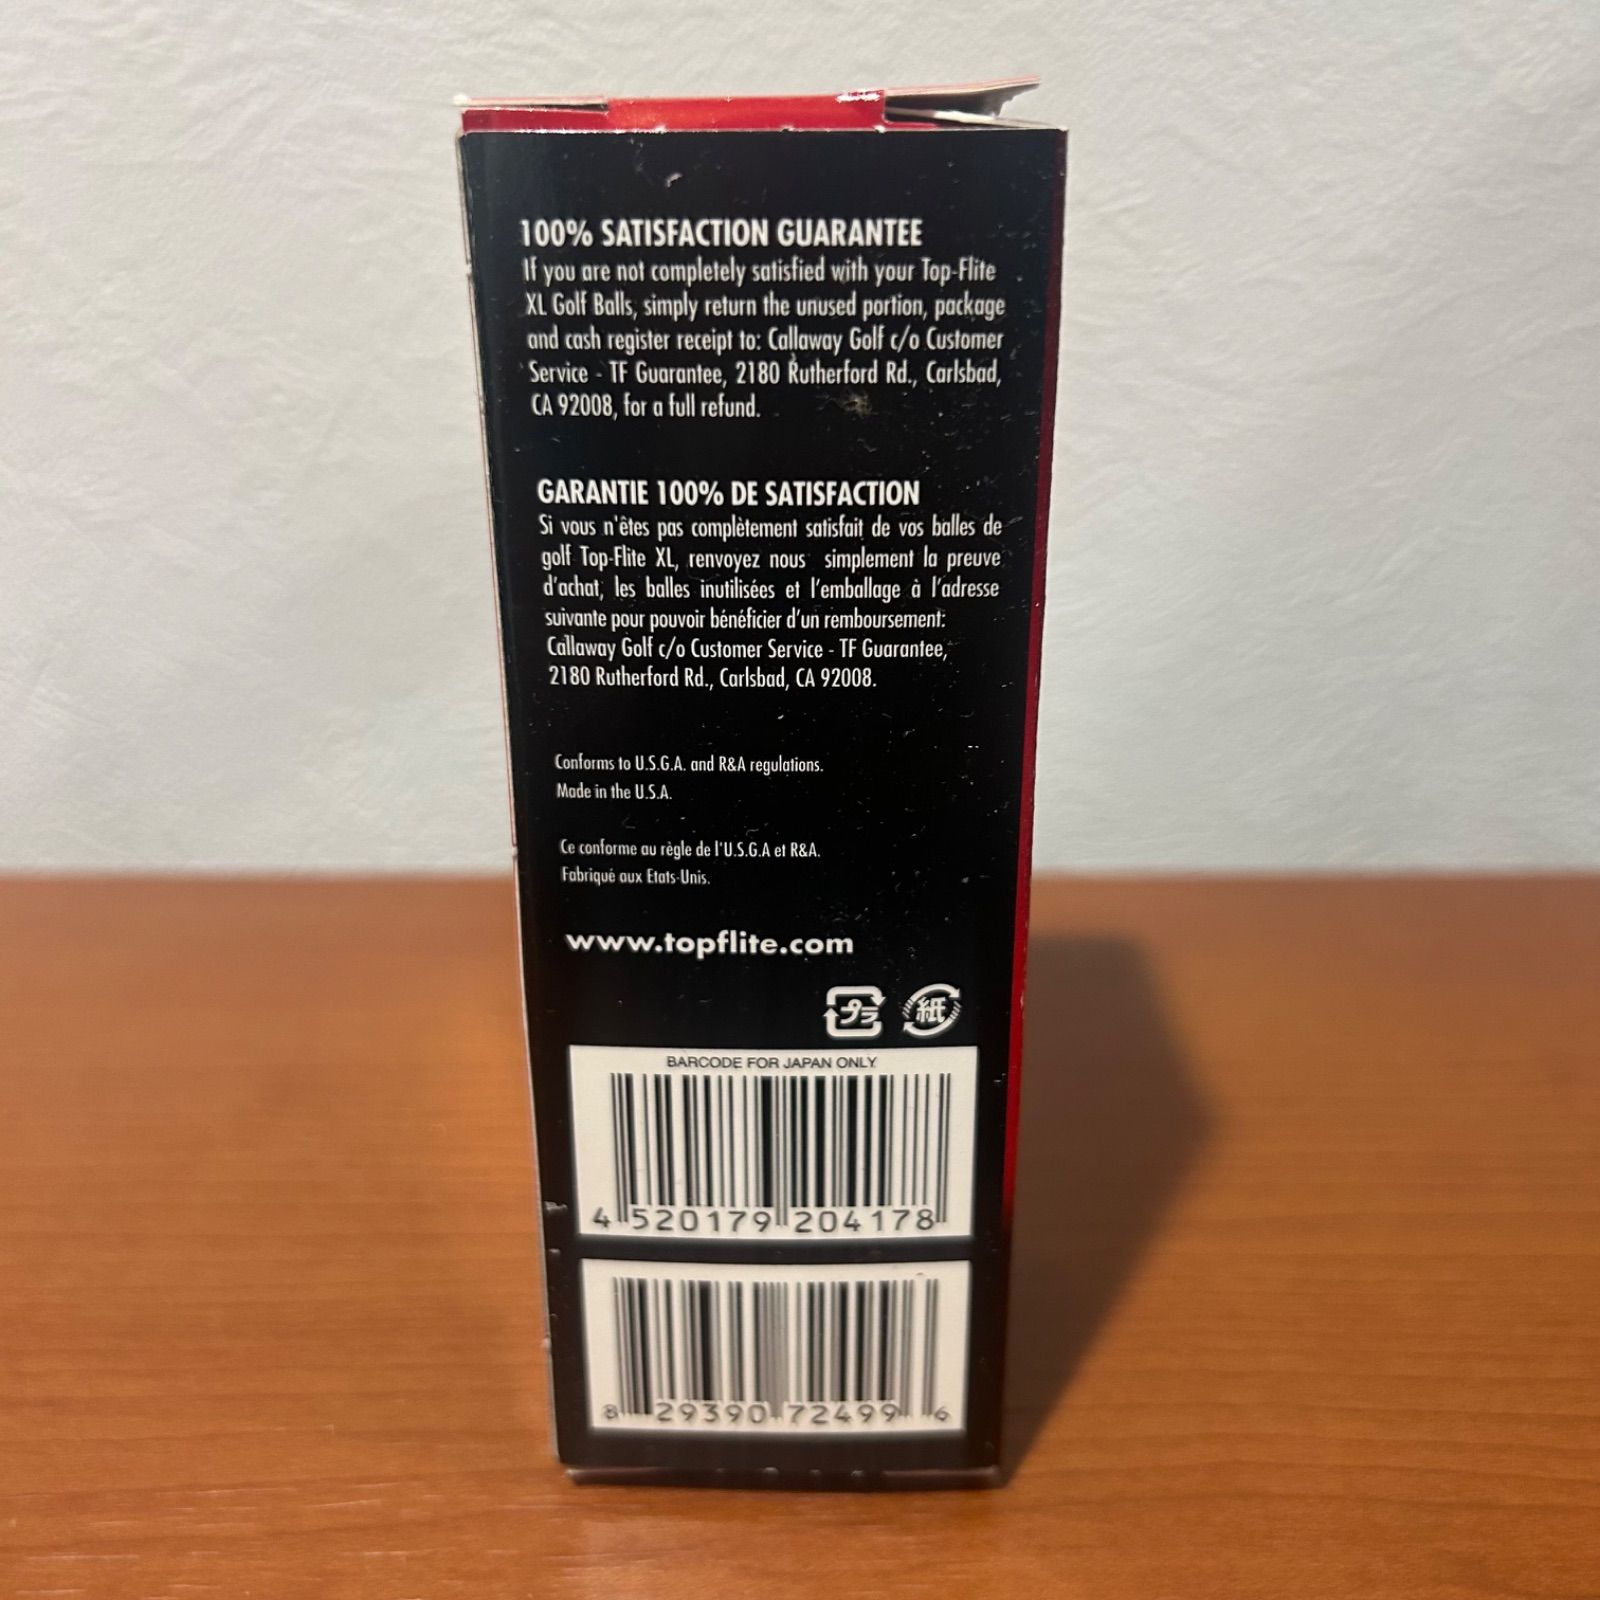 100% SATISFACTION GUARANTEE
If you are not completely satisfied with your Top-Flite
XL Golf Balls, simply return the unused portion, package
and cash register receipt to: Callaway Golf c/o Customer
Service - TF Guarantee, 2180 Rutherford Rd., Carlsbad,
CA 92008, for a full refund.
GARANTIE 100% DE SATISFACTION
Si vous n'êtes pas complètement satisfait de vos balles de
golf Top-Flite XL, renvoyez nous simplement la preuve
d'achat, les balles inutilisées et l'emballage à l'adresse
suivante pour pouvoir bénéficier d'un remboursement:
Callaway Golf c/o Customer Service - TF Guarantee,
2180 Rutherford Rd., Carlsbad, CA 92008.
Conforms to U.S.G.A. and R&A regulations.
Made in the U.S.A.
Ce conforme au règle de l'U.S.G.A et R&A.
Fabriqué aux Etats-Unis.
www.topflite.com
プラ 紙
BARCODE FOR JAPAN ONLY
4 520179 204178
8 29390 72499 6